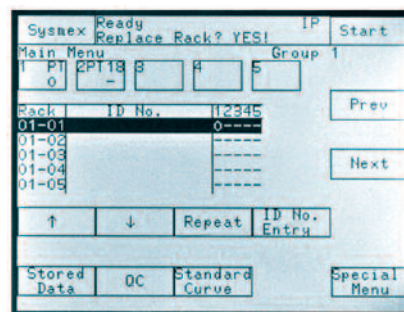 Sysmex Ready IP Start
Replace Rack? YES!
Main Menu Group 1
1 PT 2PT18 3 4 5
O -
Prev
Rack ID No. 12345
01-01 O----
01-02 -----
01-03 -----
01-04 -----
01-05 -----
Next
↑ ↓ Repeat ID No.
Entry
Stored QC Standard Special
Data Curve Menu